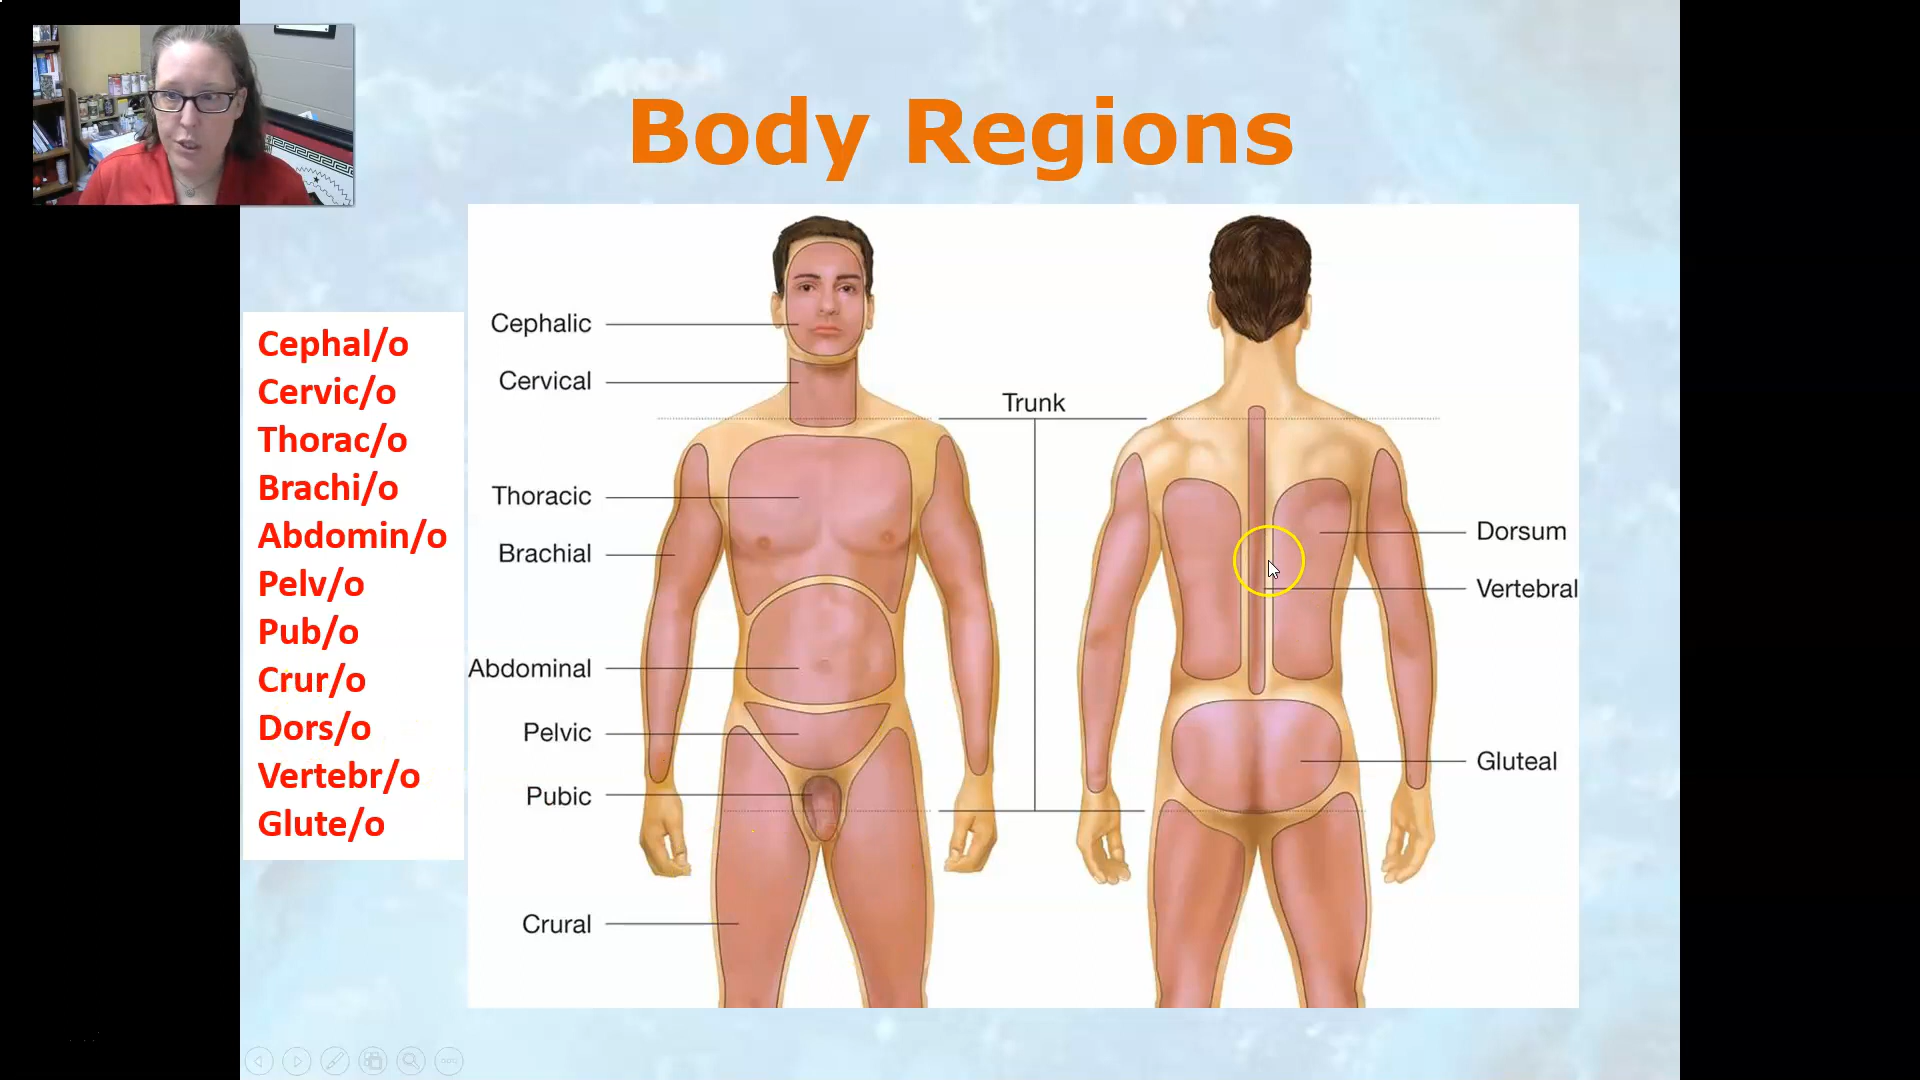 Body Regions
Cephal/o
Cervic/o
Thorac/o
Brachi/o
Abdomin/o
Pelv/o
Pub/o
Crur/o
Dors/o
Vertebr/o
Glute/o
Cephalic
Cervical
Thoracic
Brachial
Abdominal
Pelvic
Pubic
Crural
Trunk
Dorsum
Vertebral
Gluteal